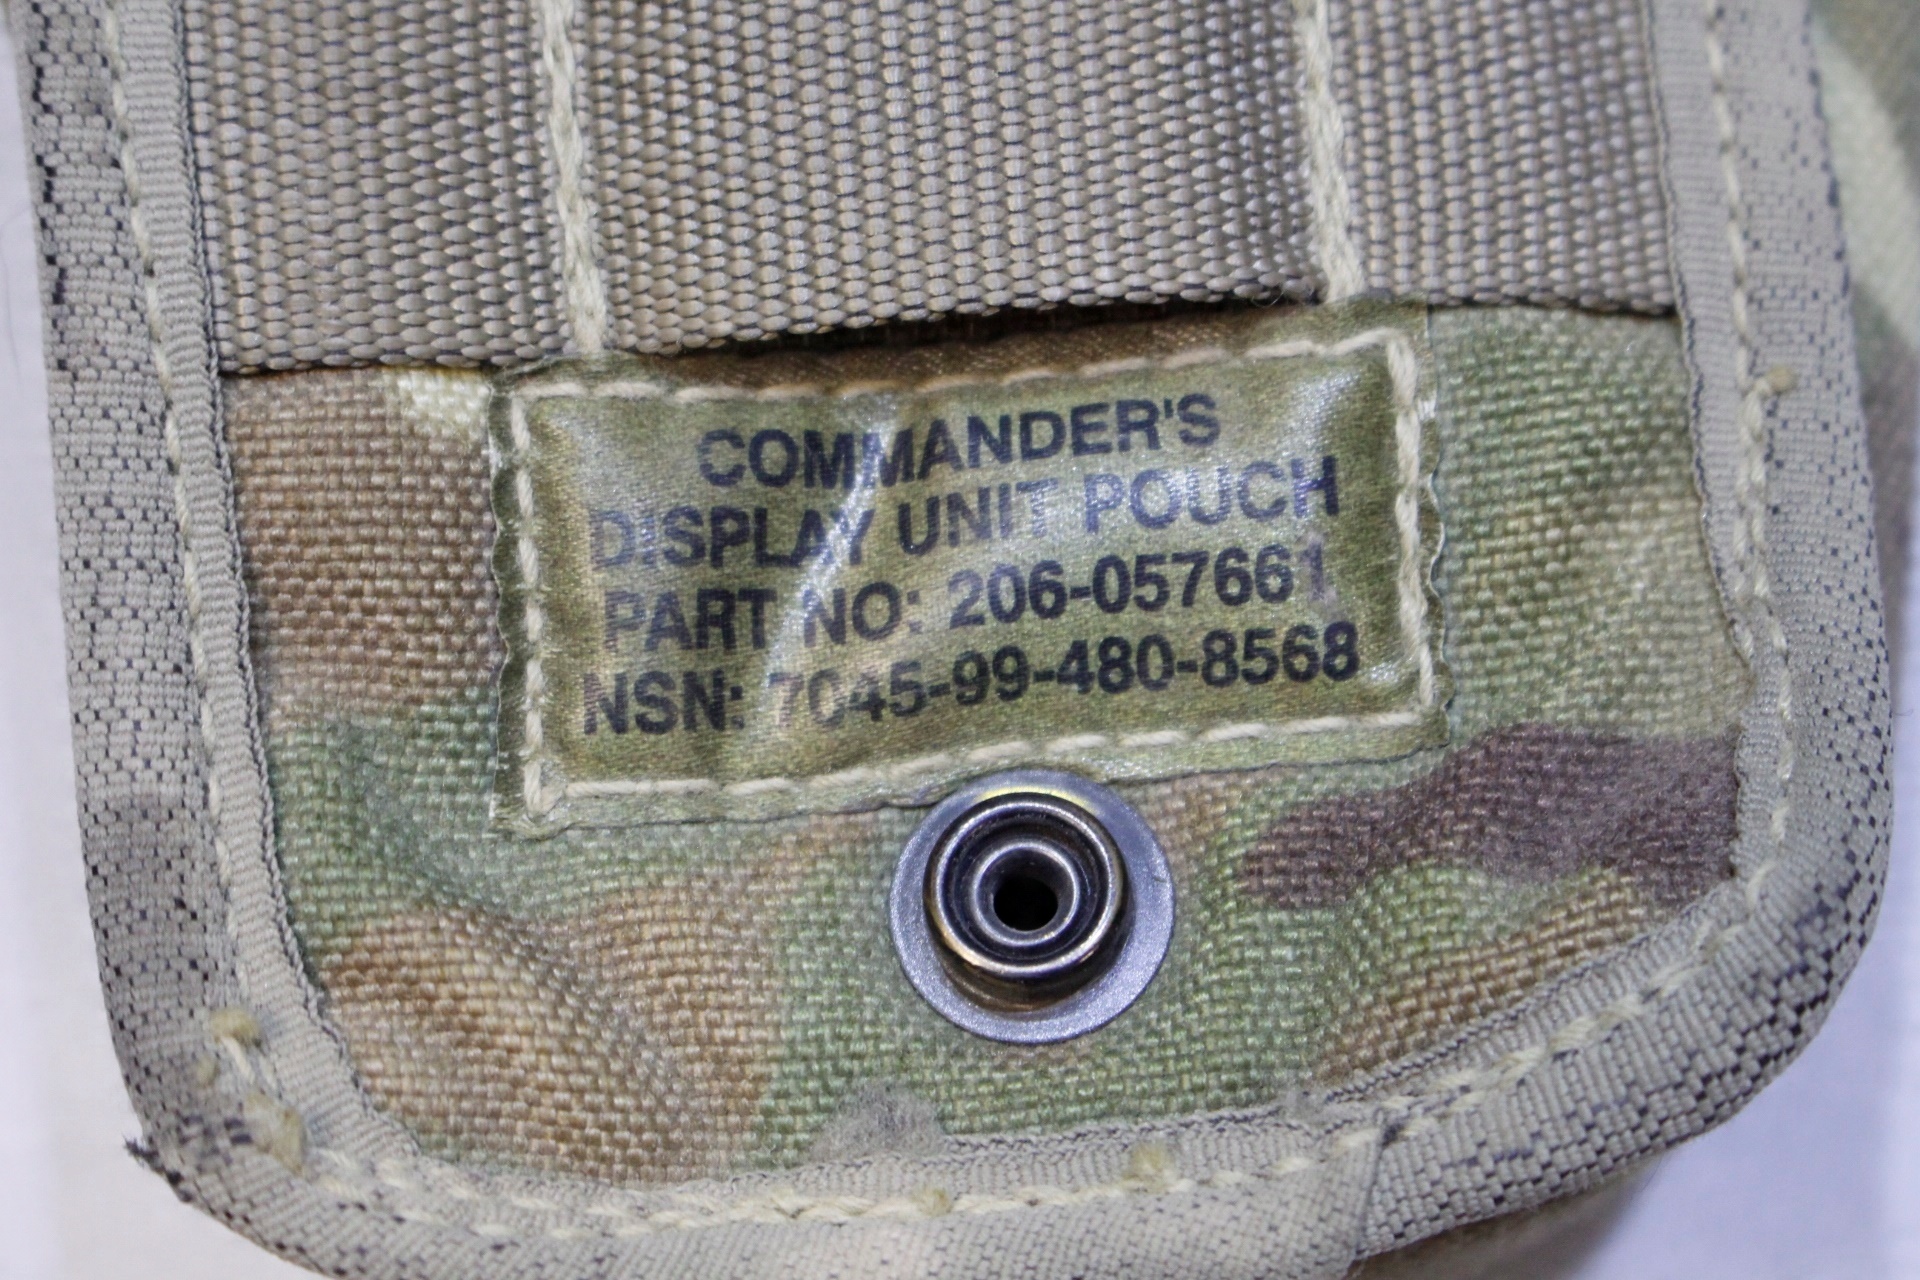 COMMANDER'S
DISPLAY UNIT POUCH
PART NO: 206-057661
NSN: 7045-99-480-8568